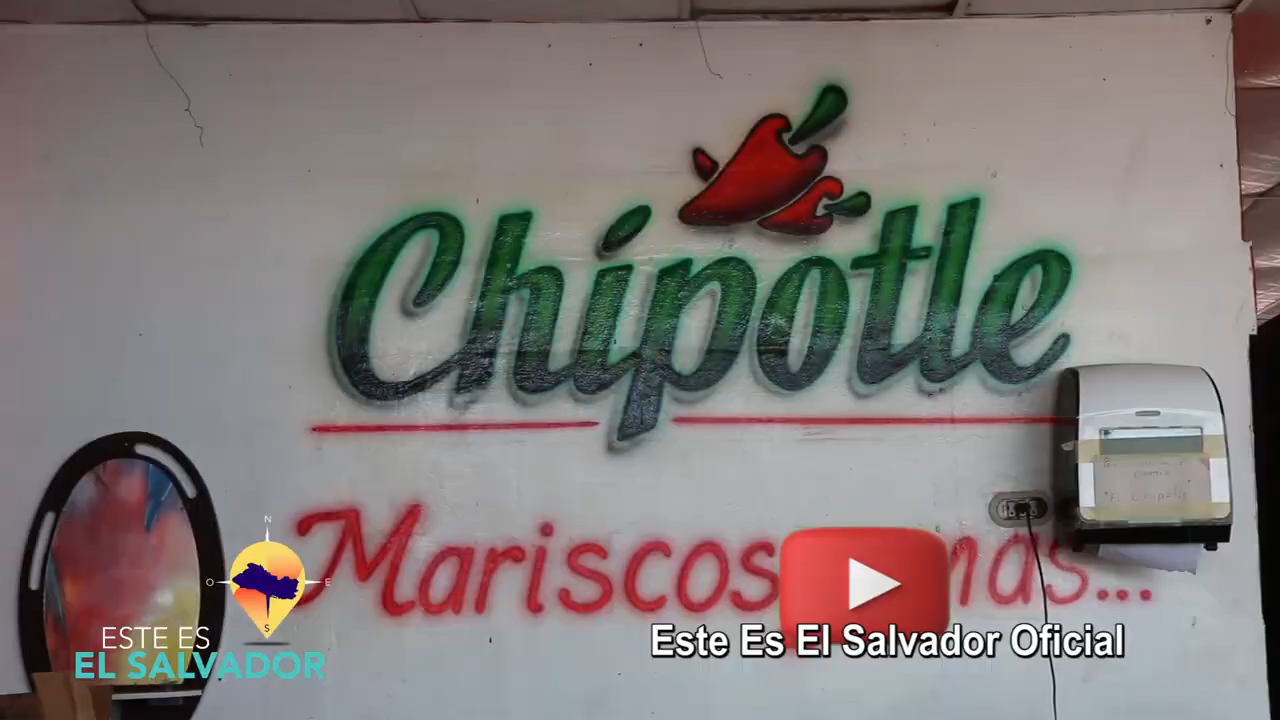 Chipotle
Mariscos
N
O
E
S
ESTE ES
EL SALVADOR
Este Es El Salvador Oficial